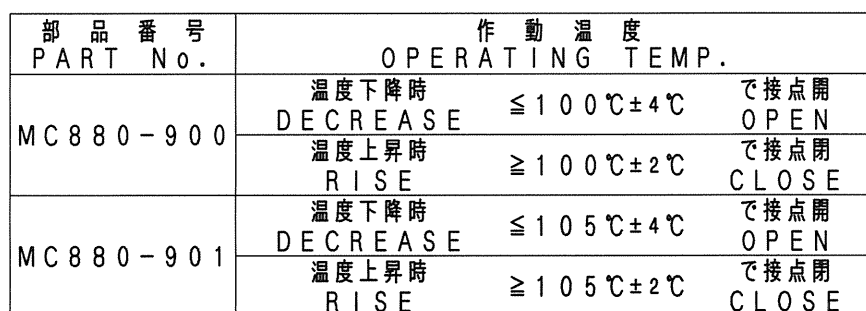 部品番号 作動温度
PART No. OPERATING TEMP.
温度下降時 で接点開
MC880-900 DECREASE ≦100℃±4℃ OPEN
温度上昇時 で接点閉
RISE ≧100℃±2℃ CLOSE
温度下降時 で接点開
MC880-901 DECREASE ≦105℃±4℃ OPEN
温度上昇時 で接点閉
RISE ≧105℃±2℃ CLOSE